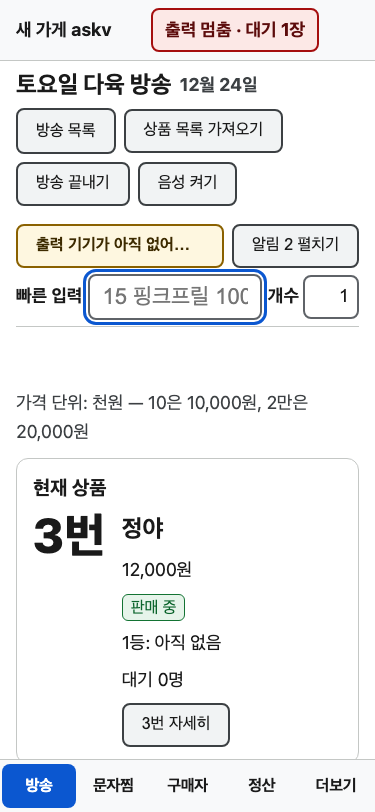 새 가게 askv
출력 멈춤 · 대기 1장
토요일 다육 방송 12월 24일
방송 목록
상품 목록 가져오기
방송 끝내기
음성 켜기
출력 기기가 아직 없어...
알림 2 펼치기
빠른 입력 15 핑크프릴 100 개수 1
가격 단위: 천원 — 10은 10,000원, 2만은
20,000원
현재 상품
3번 정야
12,000원
판매 중
1등: 아직 없음
대기 0명
3번 자세히
방송 문자찜 구매자 정산 더보기